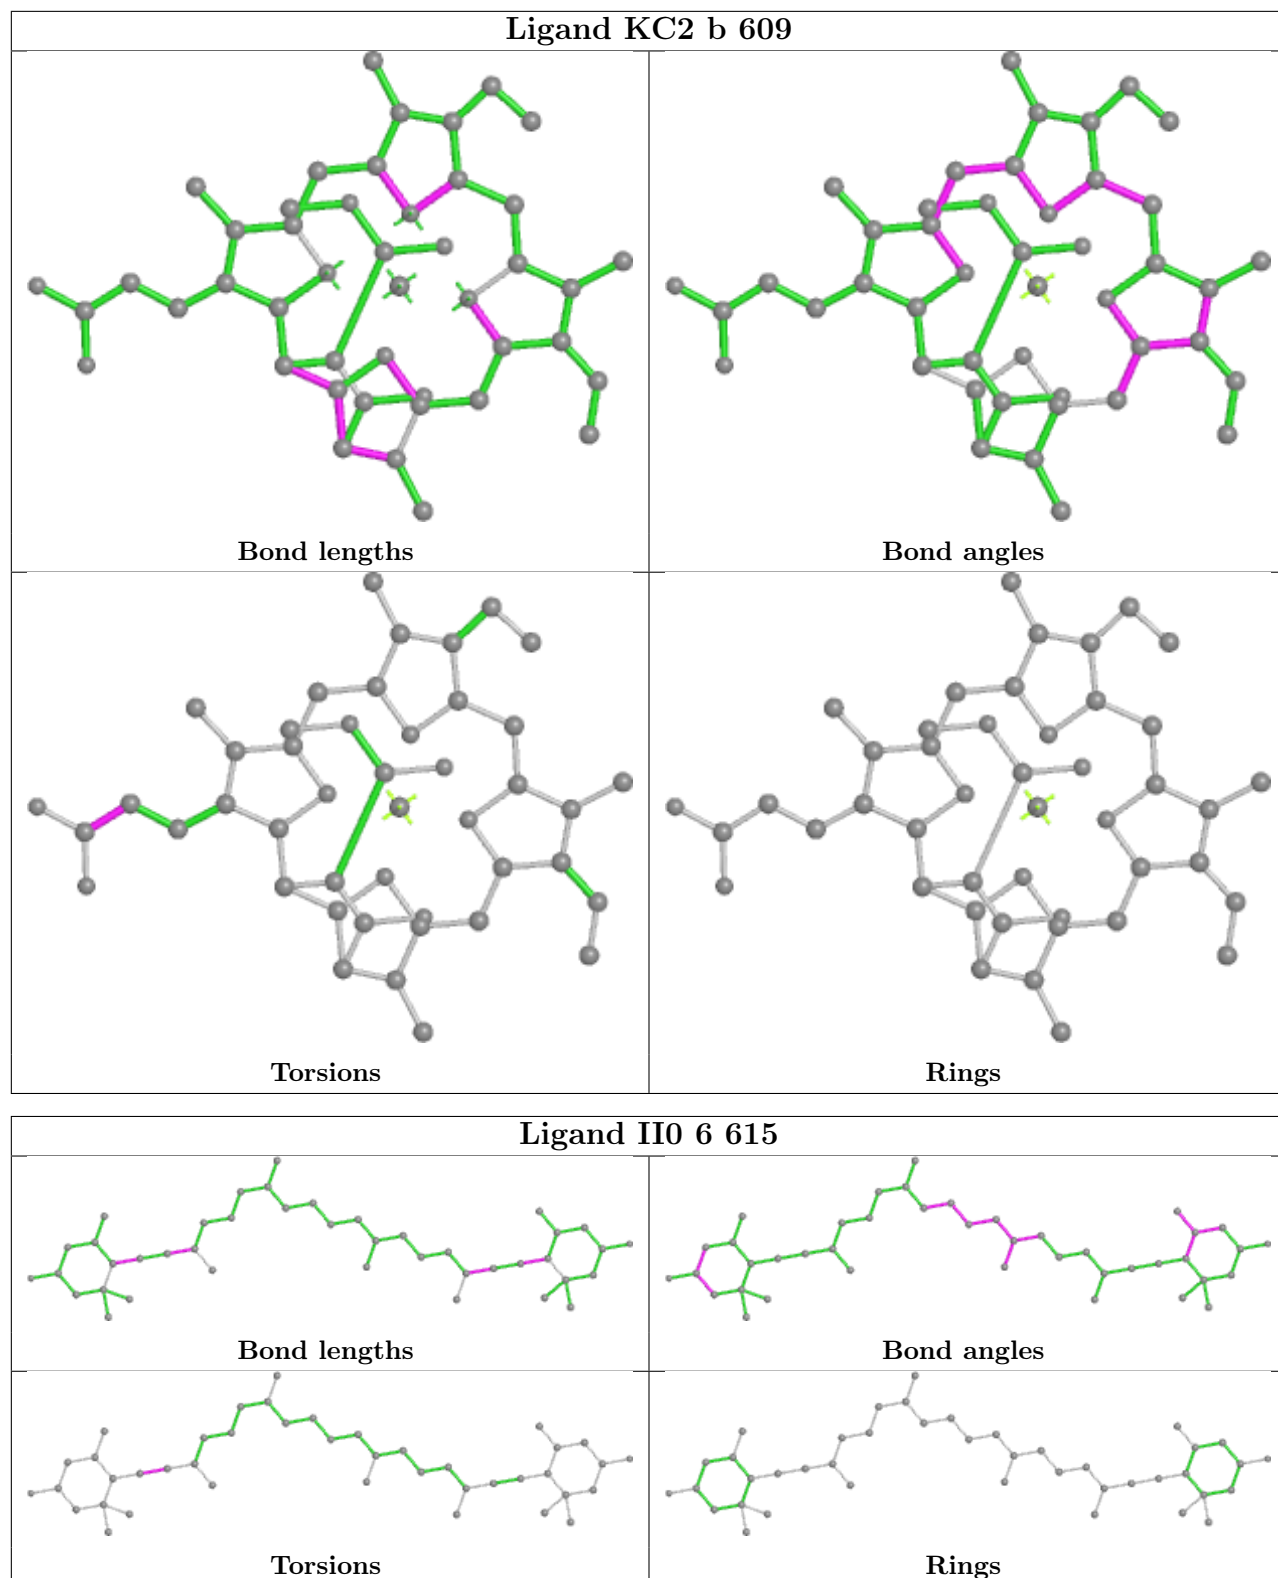 Ligand KC2 b 609
Bond lengths
Bond angles
Torsions
Rings
Ligand II0 6 615
Bond lengths
Bond angles
Torsions
Rings